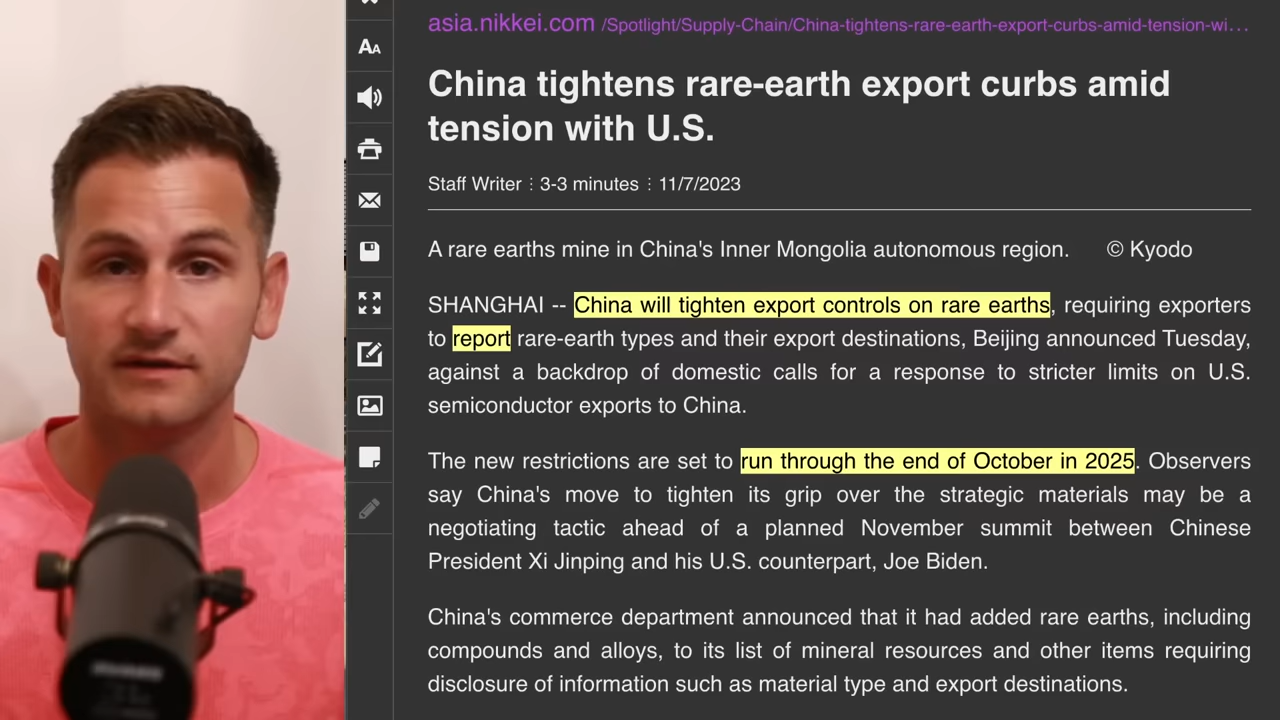 asia.nikkei.com /Spotlight/Supply-Chain/China-tightens-rare-earth-export-curbs-amid-tension-wi...
China tightens rare-earth export curbs amid
tension with U.S.
Staff Writer ⋮ 3-3 minutes ⋮ 11/7/2023
A rare earths mine in China's Inner Mongolia autonomous region. © Kyodo
SHANGHAI -- China will tighten export controls on rare earths, requiring exporters
to report rare-earth types and their export destinations, Beijing announced Tuesday,
against a backdrop of domestic calls for a response to stricter limits on U.S.
semiconductor exports to China.
The new restrictions are set to run through the end of October in 2025. Observers
say China's move to tighten its grip over the strategic materials may be a
negotiating tactic ahead of a planned November summit between Chinese
President Xi Jinping and his U.S. counterpart, Joe Biden.
China's commerce department announced that it had added rare earths, including
compounds and alloys, to its list of mineral resources and other items requiring
disclosure of information such as material type and export destinations.
AA